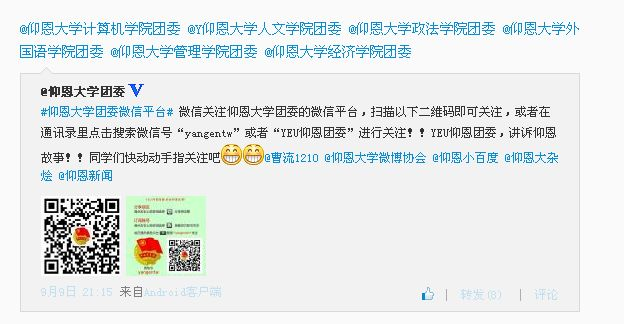 @仰恩大学计算机学院团委 @Y仰恩大学人文学院团委 @仰恩大学政法学院团委 @仰恩大学外
国语学院团委 @仰恩大学管理学院团委 @仰恩大学经济学院团委
@仰恩大学团委
#仰恩大学团委微信平台# 微信关注仰恩大学团委的微信平台，扫描以下二维码即可关注，或者在
通讯录里点击搜索微信号“yangentw”或者“YEU仰恩团委”进行关注！！YEU仰恩团委，讲诉仰恩
故事！！同学们快动动手指关注吧@曹流1210 @仰恩大学微博协会 @仰恩小百度 @仰恩大杂
烩 @仰恩新闻
yangentw
9月9日 21:15 来自Android客户端
转发(8) | 评论